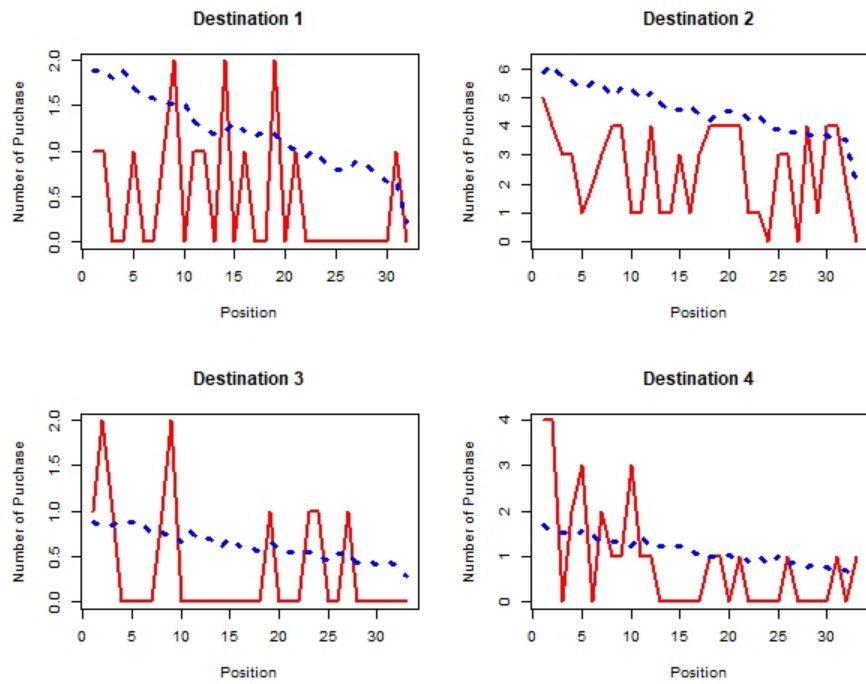 Destination 1
Number of Purchase
0.0 0.5 1.0 1.5 2.0
0 5 10 15 20 25 30
Position
Destination 2
Number of Purchase
0 1 2 3 4 5 6
0 5 10 15 20 25 30
Position
Destination 3
Number of Purchase
0.0 0.5 1.0 1.5 2.0
0 5 10 15 20 25 30
Position
Destination 4
Number of Purchase
0 1 2 3 4
0 5 10 15 20 25 30
Position